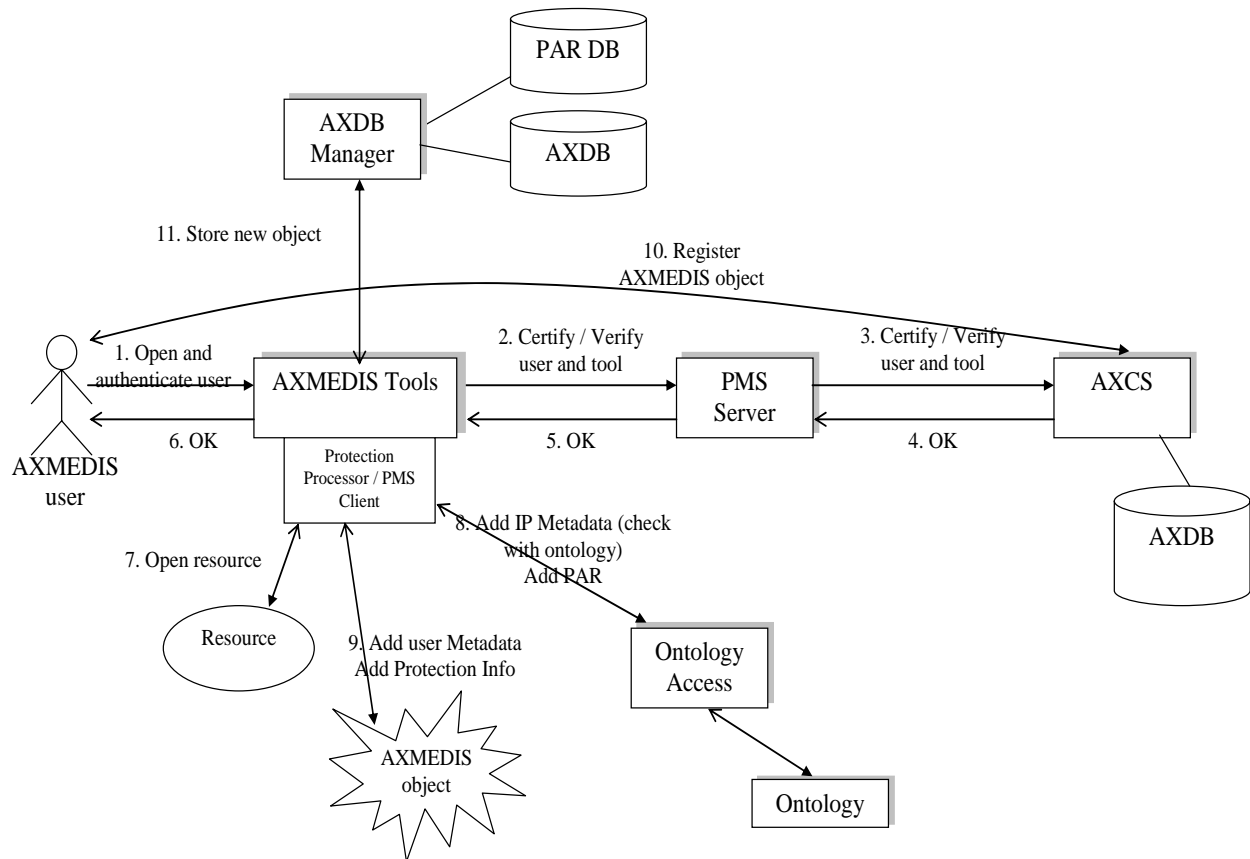 PAR DB
AXDB
Manager
AXDB
11. Store new object
10. Register
AXMEDIS object
1. Open and
authenticate user
AXMEDIS Tools
2. Certify / Verify
user and tool
PMS
Server
3. Certify / Verify
user and tool
AXCS
6. OK
5. OK
4. OK
AXMEDIS
user
Protection
Processor / PMS
Client
AXDB
7. Open resource
8. Add IP Metadata (check
with ontology)
Add PAR
Resource
9. Add user Metadata
Add Protection Info
Ontology
Access
AXMEDIS
object
Ontology